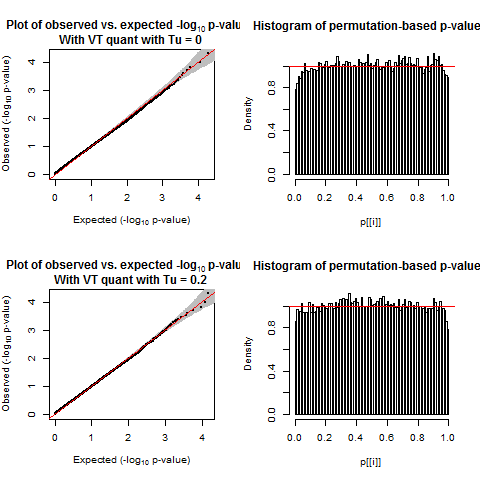 Plot of observed vs. expected -log10 p-valu
With VT quant with Tu = 0
Observed (-log10 p-value)
0 1 2 3 4
0 1 2 3 4
Expected (-log10 p-value)
Histogram of permutation-based p-value
Density
0.0 0.4 0.8
0.0 0.2 0.4 0.6 0.8 1.0
p[[i]]
Plot of observed vs. expected -log10 p-valu
With VT quant with Tu = 0.2
Observed (-log10 p-value)
0 1 2 3 4
0 1 2 3 4
Expected (-log10 p-value)
Histogram of permutation-based p-value
Density
0.0 0.4 0.8
0.0 0.2 0.4 0.6 0.8 1.0
p[[i]]